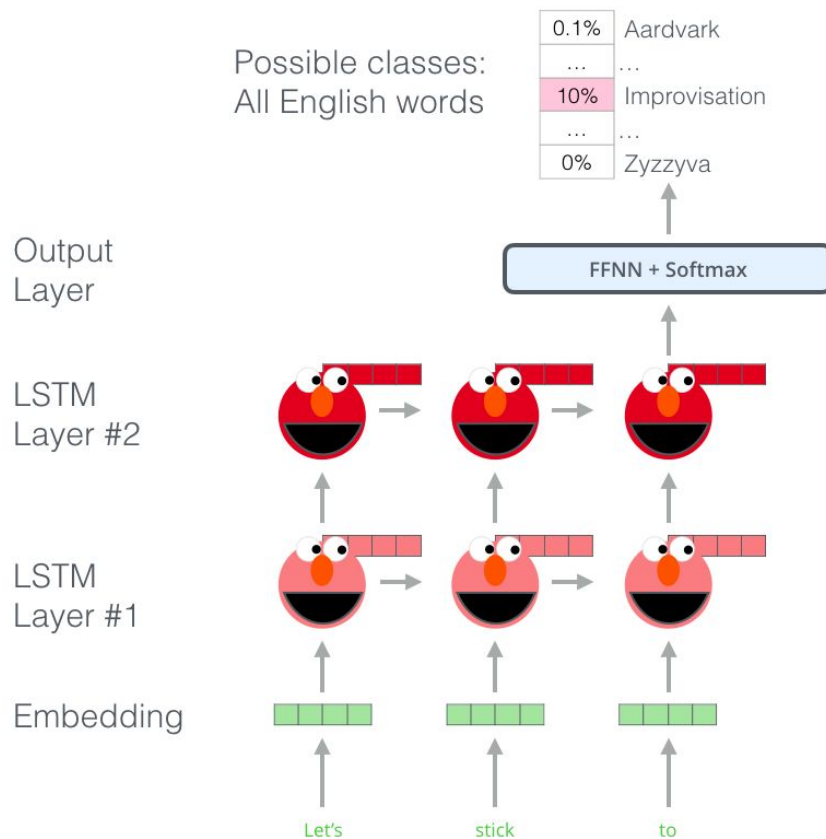 Possible classes:
All English words
0.1% Aardvark
... ...
10% Improvisation
... ...
0% Zyzzyva
Output
Layer
FFNN + Softmax
LSTM
Layer #2
LSTM
Layer #1
Embedding
Let's stick to